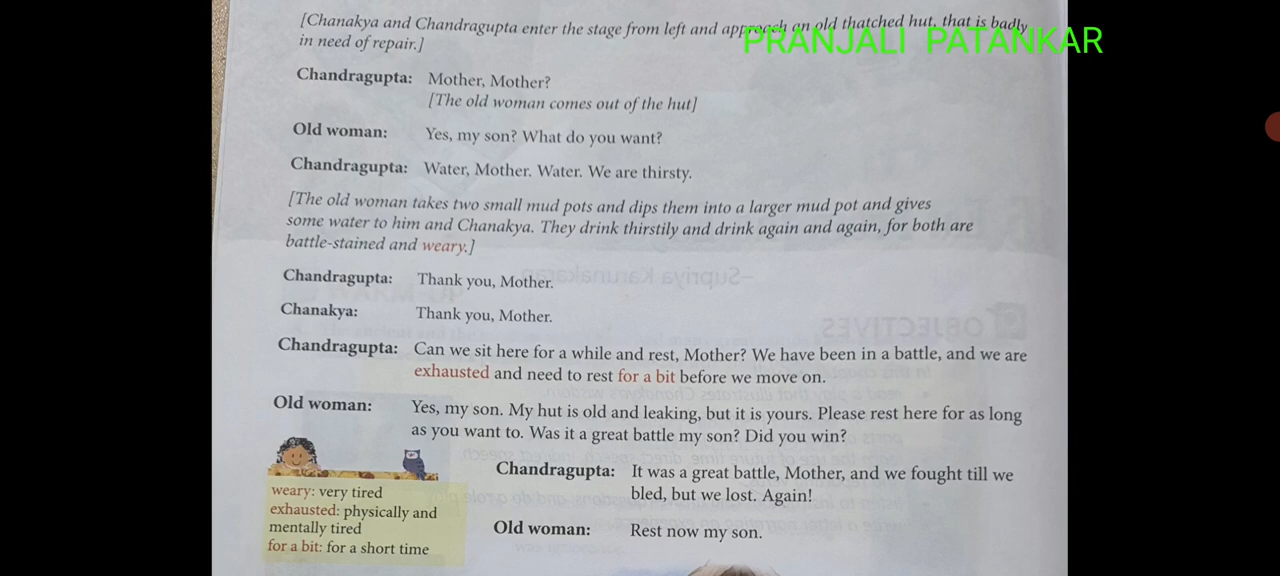 [Chanakya and Chandragupta enter the stage from left and approach an old thatched hut, that is badly
PRANJALI PATANKAR
in need of repair.]
Chandragupta: Mother, Mother?
[The old woman comes out of the hut]
Old woman: Yes, my son? What do you want?
Chandragupta: Water, Mother. Water. We are thirsty.
[The old woman takes two small mud pots and dips them into a larger mud pot and gives
some water to him and Chanakya. They drink thirstily and drink again and again, for both are
battle-stained and weary.]
Chandragupta: Thank you, Mother.
Chanakya: Thank you, Mother.
Chandragupta: Can we sit here for a while and rest, Mother? We have been in a battle, and we are
exhausted and need to rest for a bit before we move on.
Old woman: Yes, my son. My hut is old and leaking, but it is yours. Please rest here for as long
as you want to. Was it a great battle my son? Did you win?
Chandragupta: It was a great battle, Mother, and we fought till we
bled, but we lost. Again!
Old woman: Rest now my son.
weary: very tired
exhausted: physically and
mentally tired
for a bit: for a short time